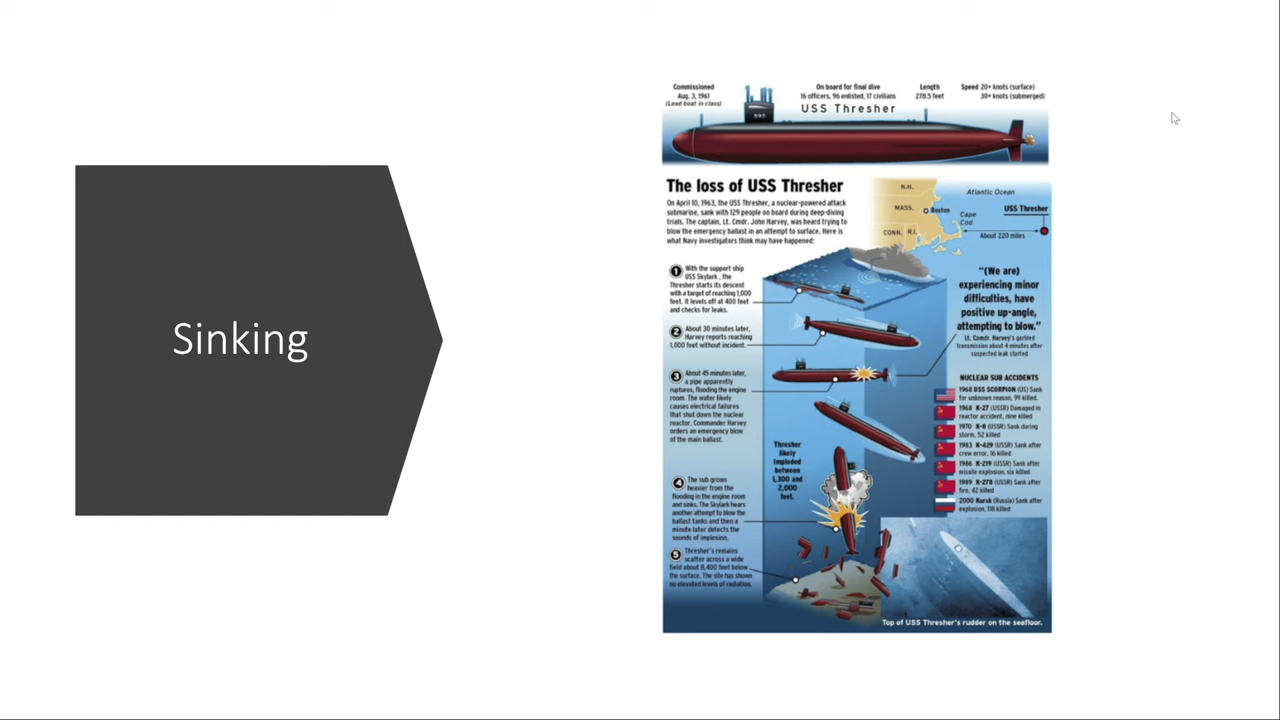 Sinking
Commissioned
Aug. 3, 1961
(Lead boat in class)
On board for final dive
16 officers, 96 enlisted, 17 civilians
Length
278.5 feet
Speed 20+ knots (surface)
30+ knots (submerged)
USS Thresher
593
The loss of USS Thresher
On April 10, 1963, the USS Thresher, a nuclear-powered attack
submarine, sank with 129 people on board during deep-diving
trials. The captain, Lt. Cmdr. John Harvey, was heard trying to
blow the emergency ballast in an attempt to surface. Here is
what Navy investigators think may have happened:
N.H.
MASS.
Boston
CONN.
R.I.
Cape
Cod
Atlantic Ocean
USS Thresher
About 220 miles
1 With the support ship
USS Skylark, the
Thresher starts its descent
with a target of reaching 1,000
feet. It levels off at 400 feet
and checks for leaks.
2 About 30 minutes later,
Harvey reports reaching
1,000 feet without incident.
3 About 45 minutes later,
a pipe apparently
ruptures, flooding the engine
room. The water likely
causes electrical failures
that shut down the nuclear
reactor. Commander Harvey
orders an emergency blow
of the main ballast.
4 The sub grows
heavier from the
flooding in the engine room
and sinks. The Skylark hears
another attempt to blow the
ballast tanks and then a
minute later detects the
sounds of implosion.
5 Thresher's remains
scatter across a wide
field about 8,400 feet below
the surface. The site has shown
no elevated levels of radiation.
Thresher
likely
imploded
between
1,300 and
2,000
feet.
"(We are)
experiencing minor
difficulties, have
positive up-angle,
attempting to blow."
Lt. Comdr. Harvey's garbled
transmission about 4 minutes after
suspected leak started
NUCLEAR SUB ACCIDENTS
1968 USS SCORPION (US) Sank
for unknown reason, 99 killed.
1968 K-27 (USSR) Damaged in
reactor accident, nine killed
1970 K-8 (USSR) Sank during
storm, 52 killed
1983 K-429 (USSR) Sank after
crew error, 16 killed
1986 K-219 (USSR) Sank after
missile explosion, six killed
1989 K-278 (USSR) Sank after
fire, 42 killed
2000 Kursk (Russia) Sank after
explosion, 118 killed
Top of USS Thresher's rudder on the seafloor.